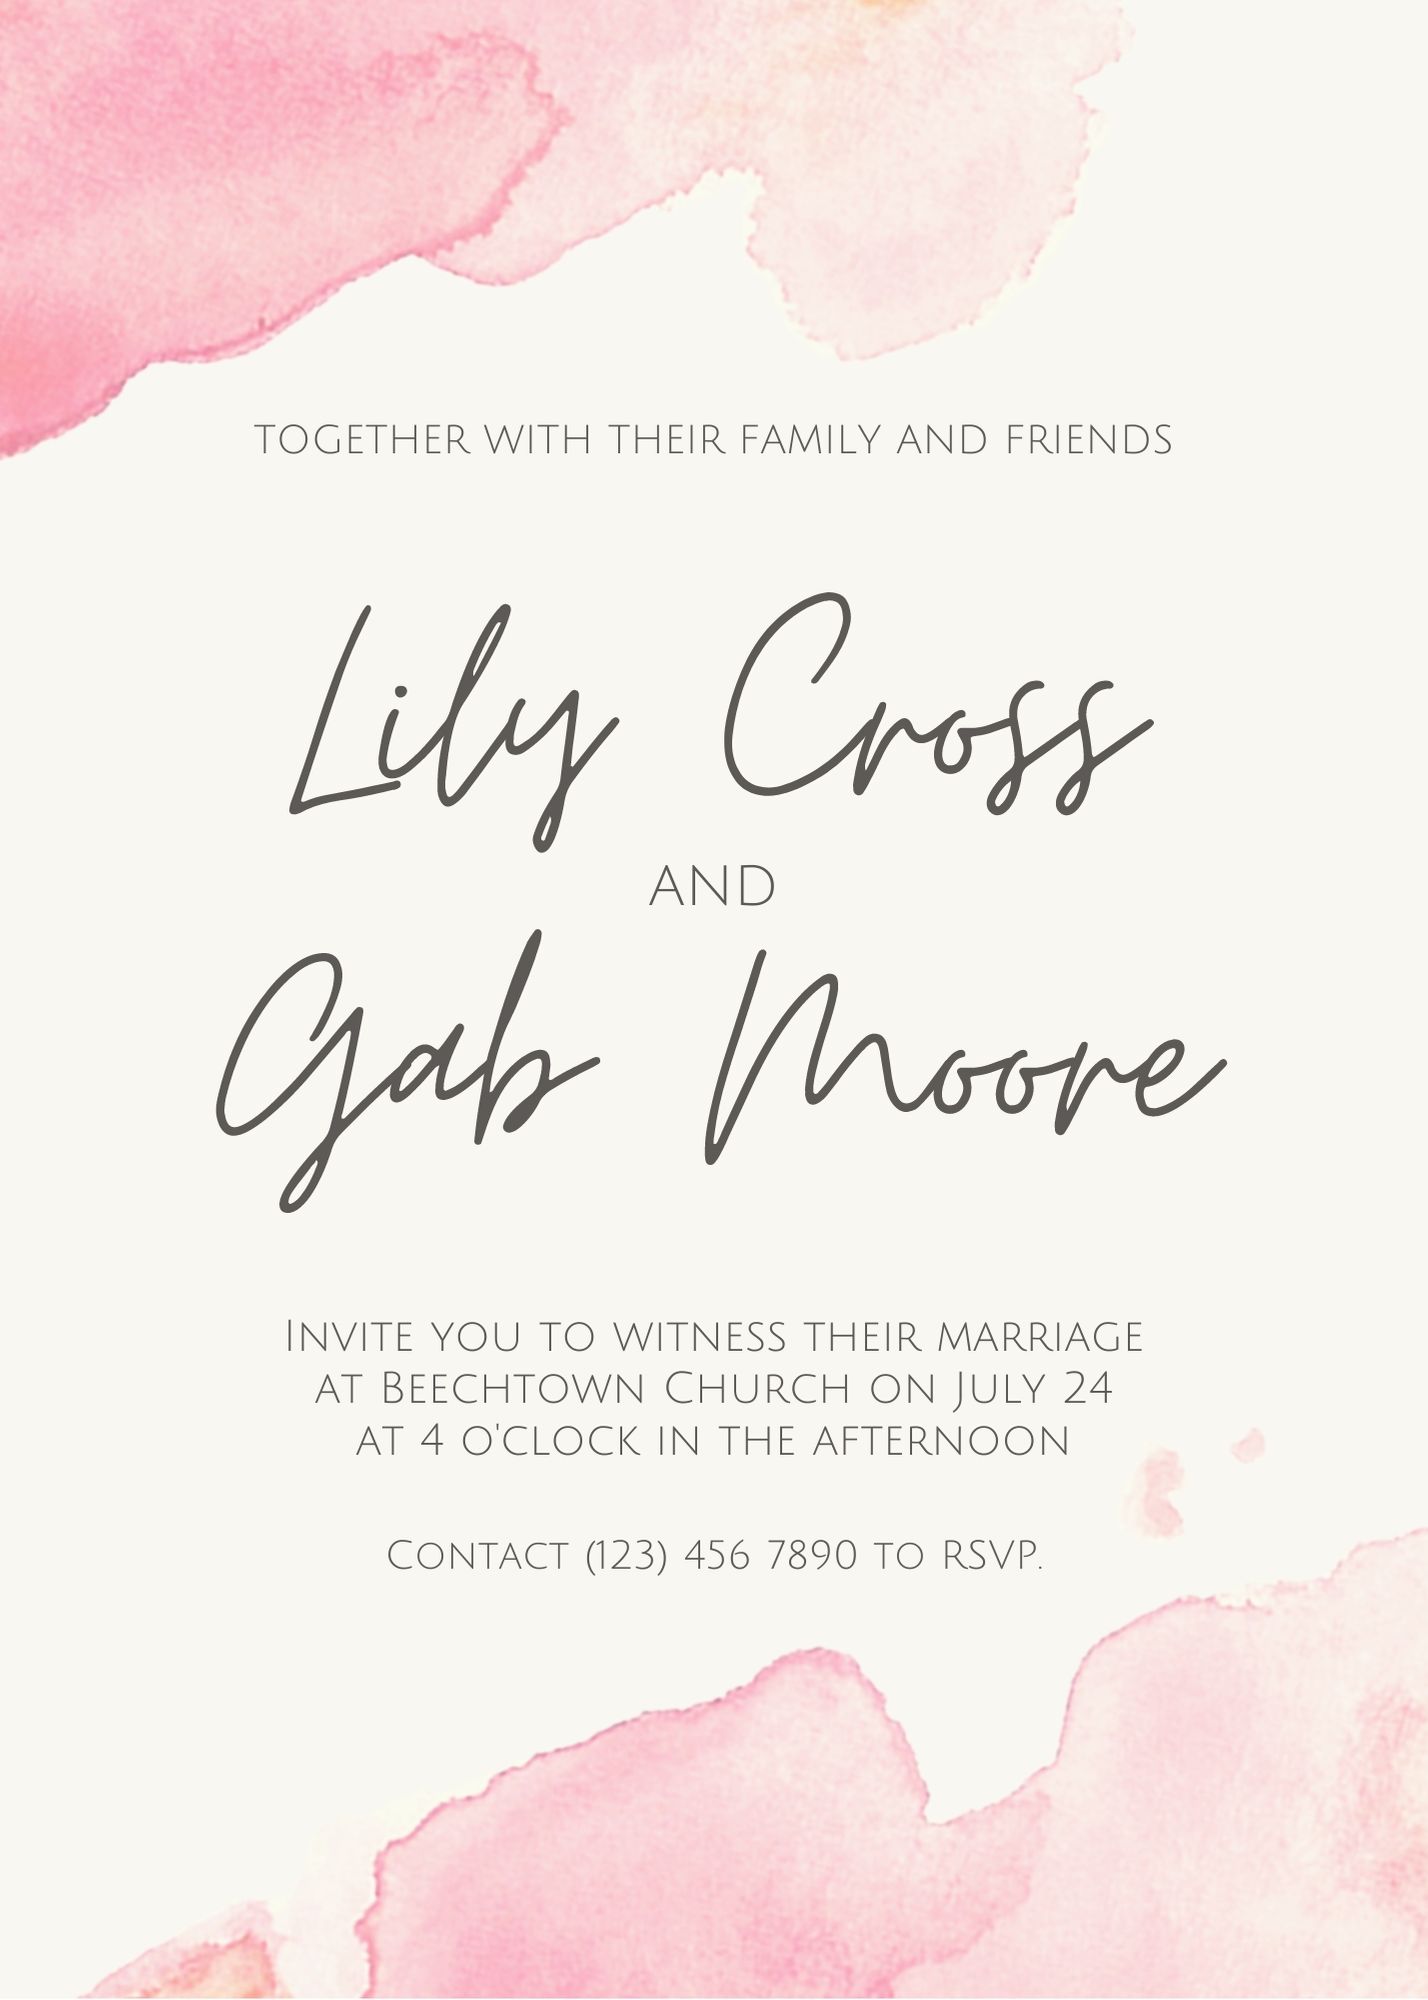 TOGETHER WITH THEIR FAMILY AND FRIENDS
Lily Cross
AND
Gab Moore
INVITE YOU TO WITNESS THEIR MARRIAGE
AT BEECHTOWN CHURCH ON JULY 24
AT 4 O'CLOCK IN THE AFTERNOON
CONTACT (123) 456 7890 TO RSVP.